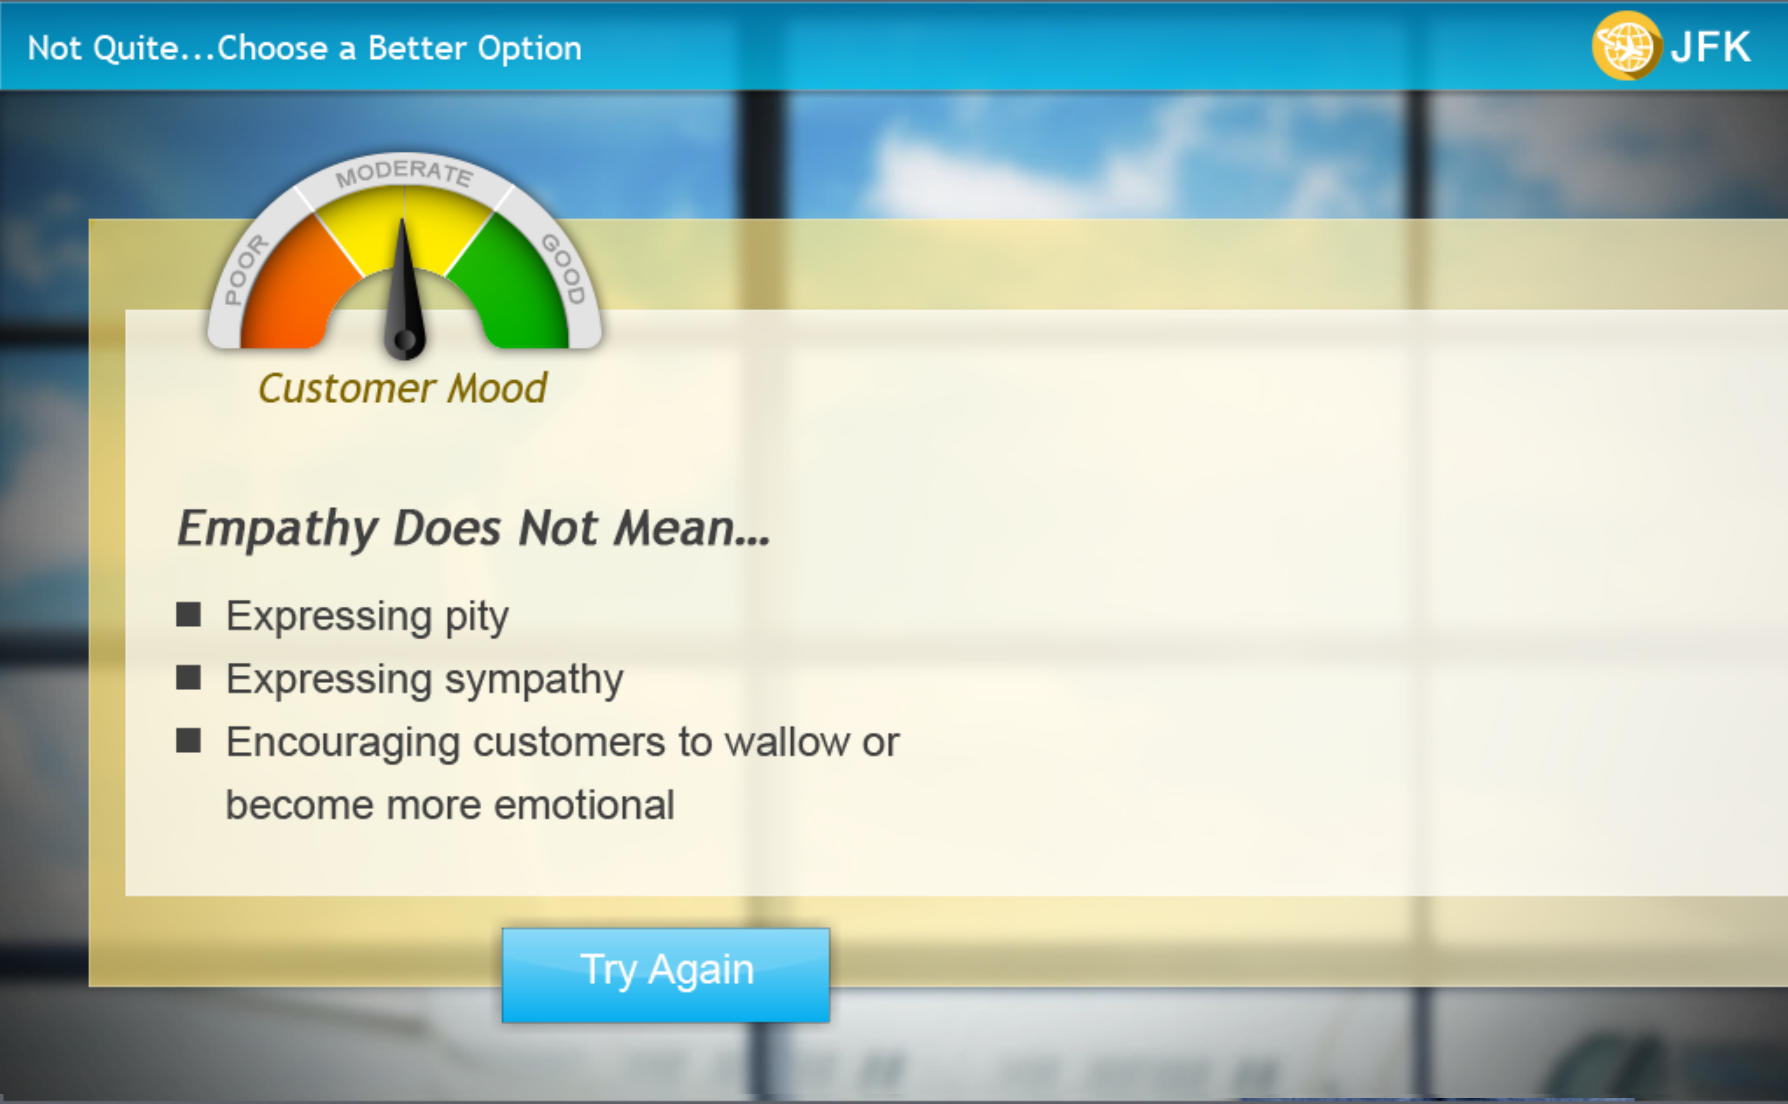 Not Quite...Choose a Better Option
JFK
MODERATE
POOR
GOOD
Customer Mood
Empathy Does Not Mean...
■ Expressing pity
■ Expressing sympathy
■ Encouraging customers to wallow or
become more emotional
Try Again